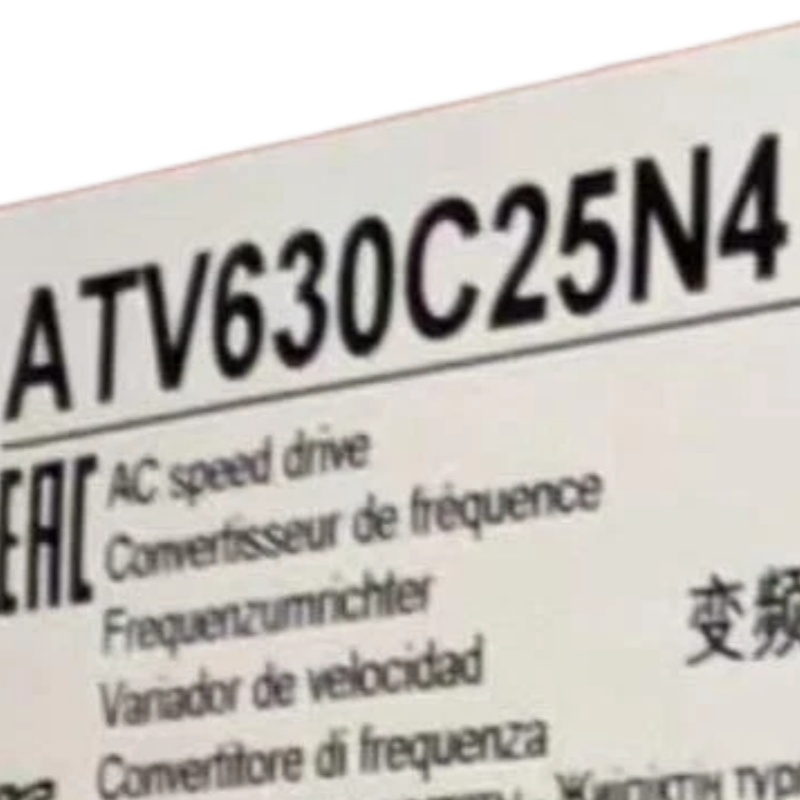 ATV630C25N4
EAC
AC speed drive
Convertisseur de fréquence
Frequenzumrichter
变频
Variador de velocidad
Convertitore di frequenza